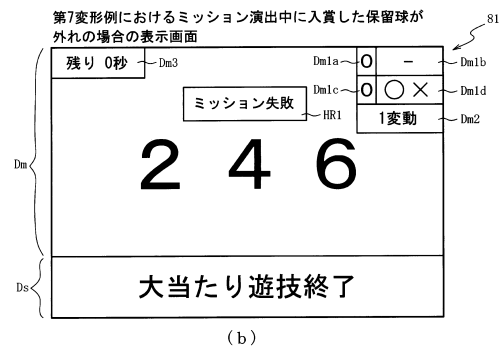 第7変形例におけるミッション演出中に入賞した保留球が
外れの場合の表示画面
81
残り 0秒
Dm3
Dm1a
0
－
Dm1b
Dm1c
0
○×
Dm1d
ミッション失敗
HR1
1変動
Dm2
Dm
2 4 6
Ds
大当たり遊技終了
(b)